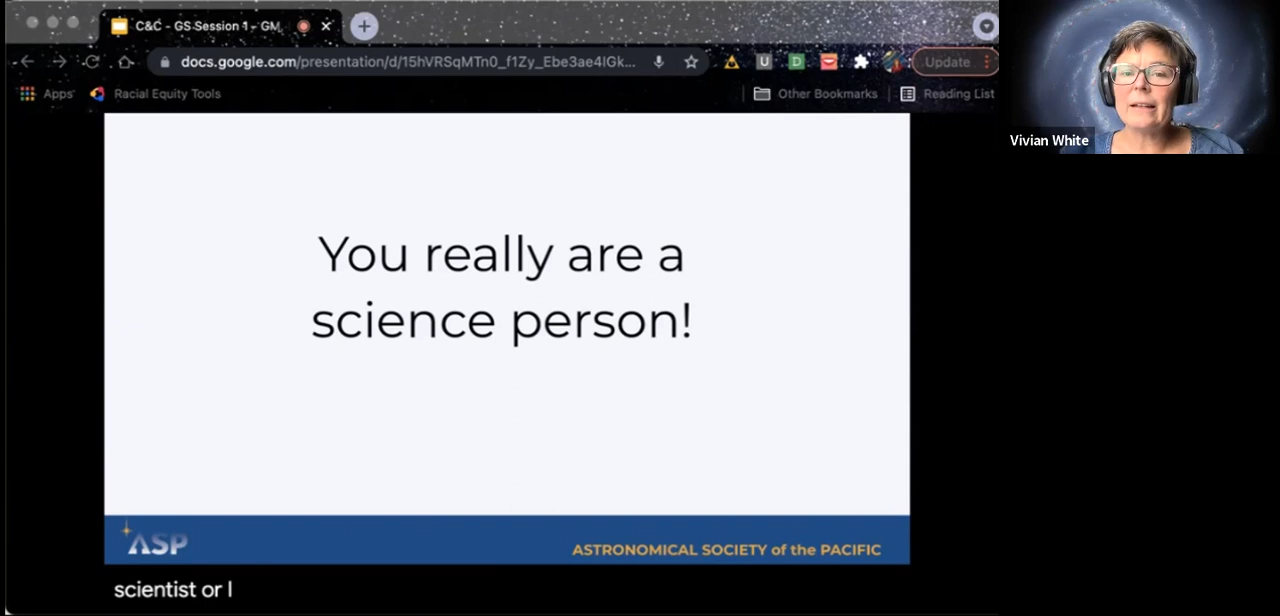 C&C - GS Session 1 - GM
docs.google.com/presentation/d/15hVRSqMTn0_f1Zy_Ebe3ae4lGk...
Update
Apps
Racial Equity Tools
Other Bookmarks
Reading List
Vivian White
You really are a
science person!
ASP
ASTRONOMICAL SOCIETY of the PACIFIC
scientist or I